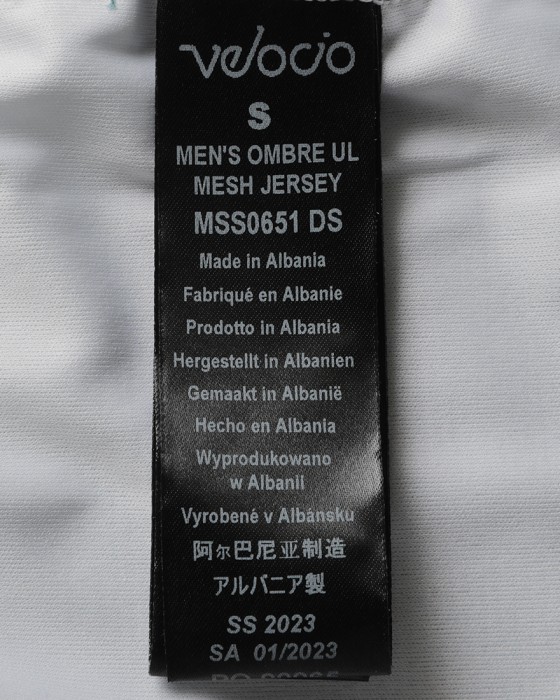 velocio
S
MEN'S OMBRE UL
MESH JERSEY
MSS0651 DS
Made in Albania
Fabriqué en Albanie
Prodotto in Albania
Hergestellt in Albanien
Gemaakt in Albanië
Hecho en Albania
Wyprodukowano
w Albanii
Vyrobené v Albánsku
阿尔巴尼亚制造
アルバニア製
SS 2023
SA 01/2023